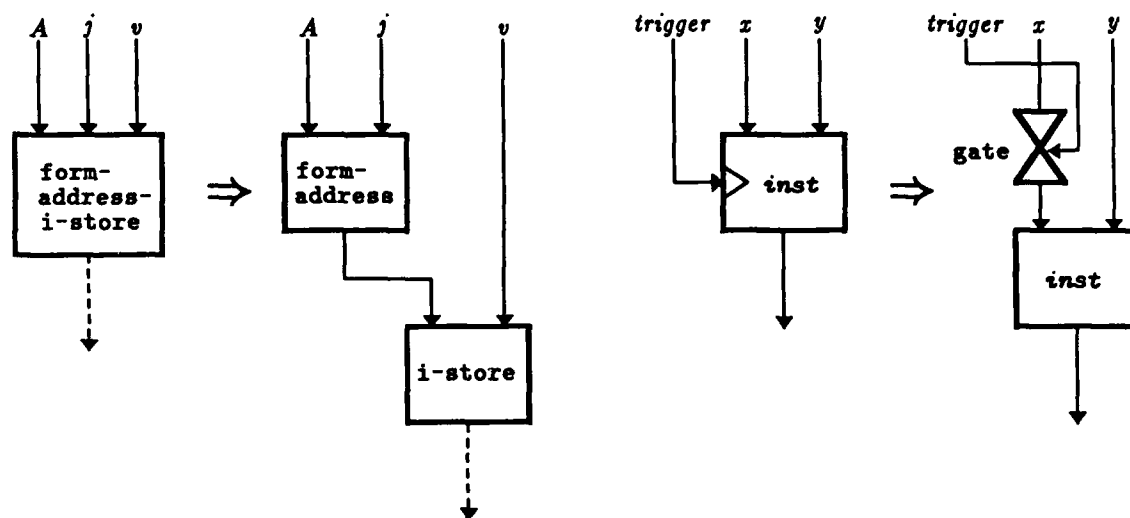 A j v
A j v
trigger x y
trigger x y
form-
address-
i-store
⇒
form-
address
inst
⇒
gate
inst
i-store